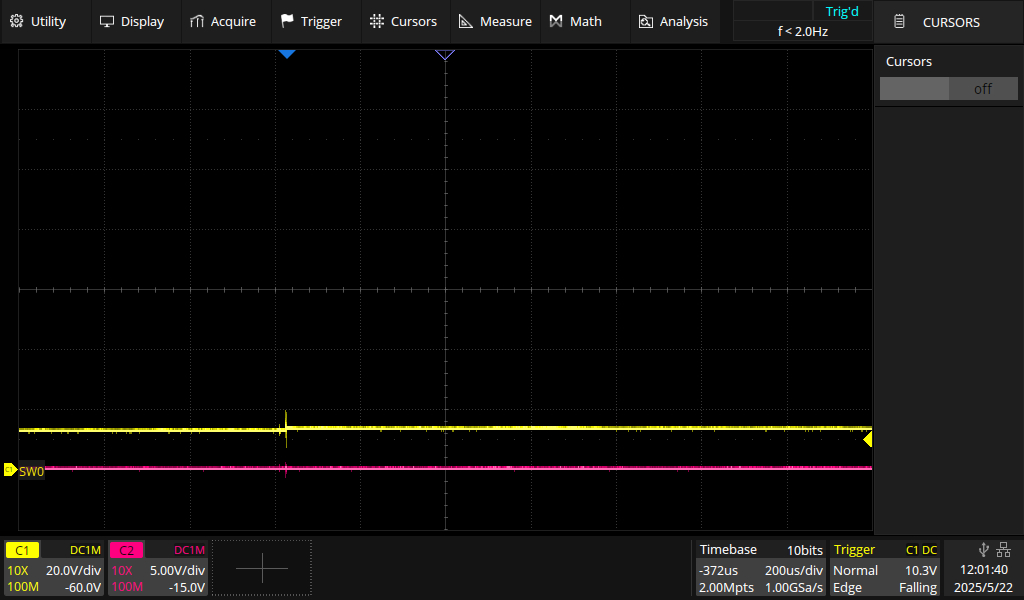 Utility Display Acquire Trigger Cursors Measure Math Analysis
Trig'd
f < 2.0Hz
CURSORS
Cursors
off
SW0
C1 DC1M
10X 20.0V/div
100M -60.0V
C2 DC1M
10X 5.00V/div
100M -15.0V
Timebase 10bits
-372us 200us/div
2.00Mpts 1.00GSa/s
Trigger C1 DC
Normal 10.3V
Edge Falling
12:01:40
2025/5/22